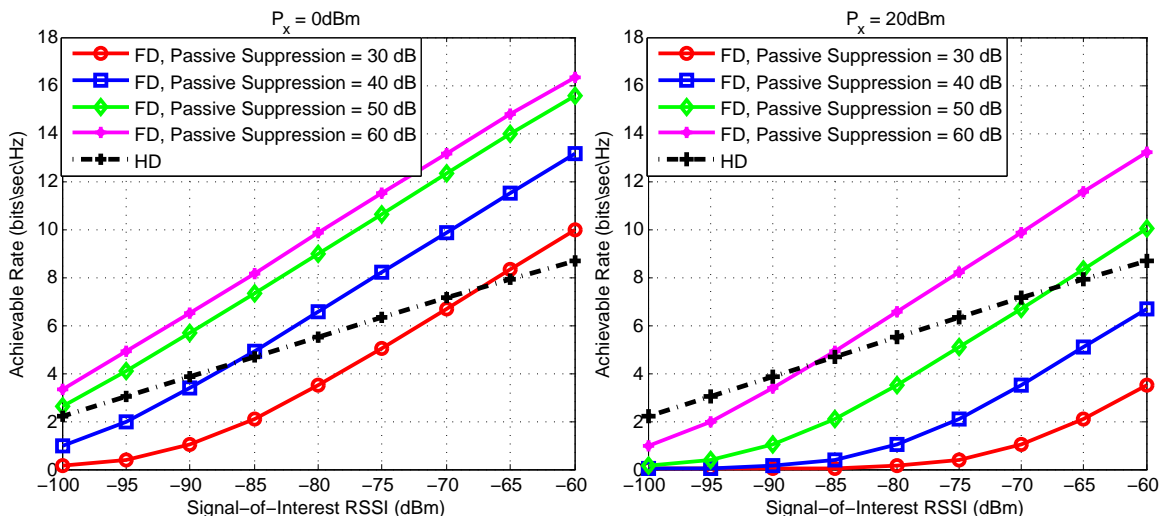 P_x = 0dBm
18
16
14
12
10
8
6
4
2
0
Achievable Rate (bits\sec\Hz)
FD, Passive Suppression = 30 dB
FD, Passive Suppression = 40 dB
FD, Passive Suppression = 50 dB
FD, Passive Suppression = 60 dB
HD
−100 −95 −90 −85 −80 −75 −70 −65 −60
Signal−of−Interest RSSI (dBm)
P_x = 20dBm
18
16
14
12
10
8
6
4
2
0
Achievable Rate (bits\sec\Hz)
FD, Passive Suppression = 30 dB
FD, Passive Suppression = 40 dB
FD, Passive Suppression = 50 dB
FD, Passive Suppression = 60 dB
HD
−100 −95 −90 −85 −80 −75 −70 −65 −60
Signal−of−Interest RSSI (dBm)